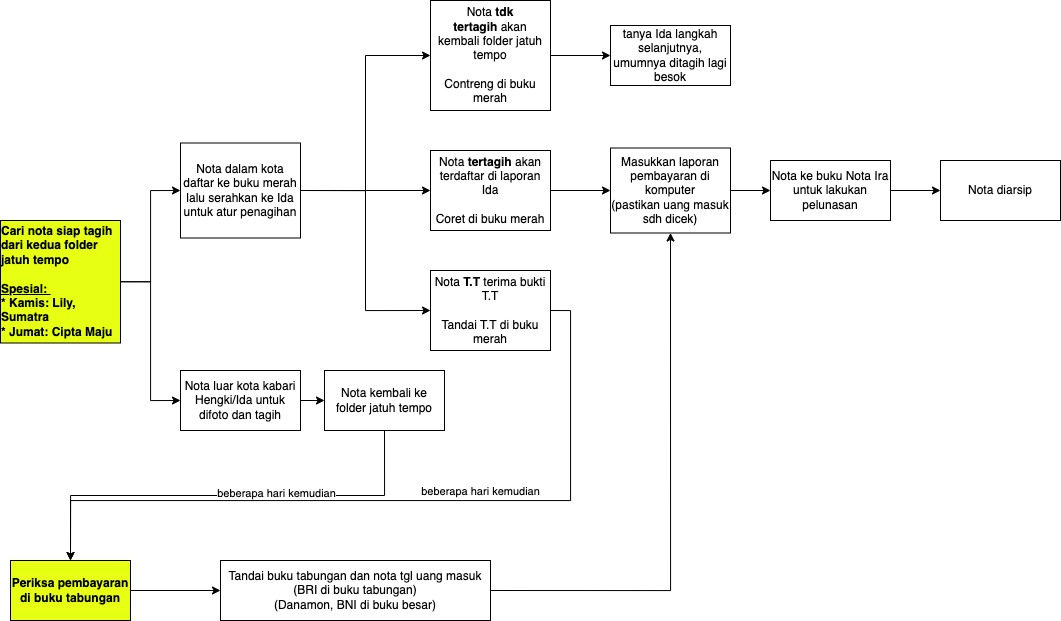 Cari nota siap tagih
dari kedua folder
jatuh tempo
Spesial:
* Kamis: Lily,
Sumatra
* Jumat: Cipta Maju
Nota dalam kota
daftar ke buku merah
lalu serahkan ke Ida
untuk atur penagihan
Nota tdk
tertagih akan
kembali folder jatuh
tempo
Contreng di buku
merah
tanya Ida langkah
selanjutnya,
umumnya ditagih lagi
besok
Nota tertagih akan
terdaftar di laporan
Ida
Coret di buku merah
Masukkan laporan
pembayaran di
komputer
(pastikan uang masuk
sdh dicek)
Nota ke buku Nota Ira
untuk lakukan
pelunasan
Nota diarsip
Nota T.T terima bukti
T.T
Tandai T.T di buku
merah
Nota luar kota kabari
Hengki/Ida untuk
difoto dan tagih
Nota kembali ke
folder jatuh tempo
beberapa hari kemudian
beberapa hari kemudian
Periksa pembayaran
di buku tabungan
Tandai buku tabungan dan nota tgl uang masuk
(BRI di buku tabungan)
(Danamon, BNI di buku besar)